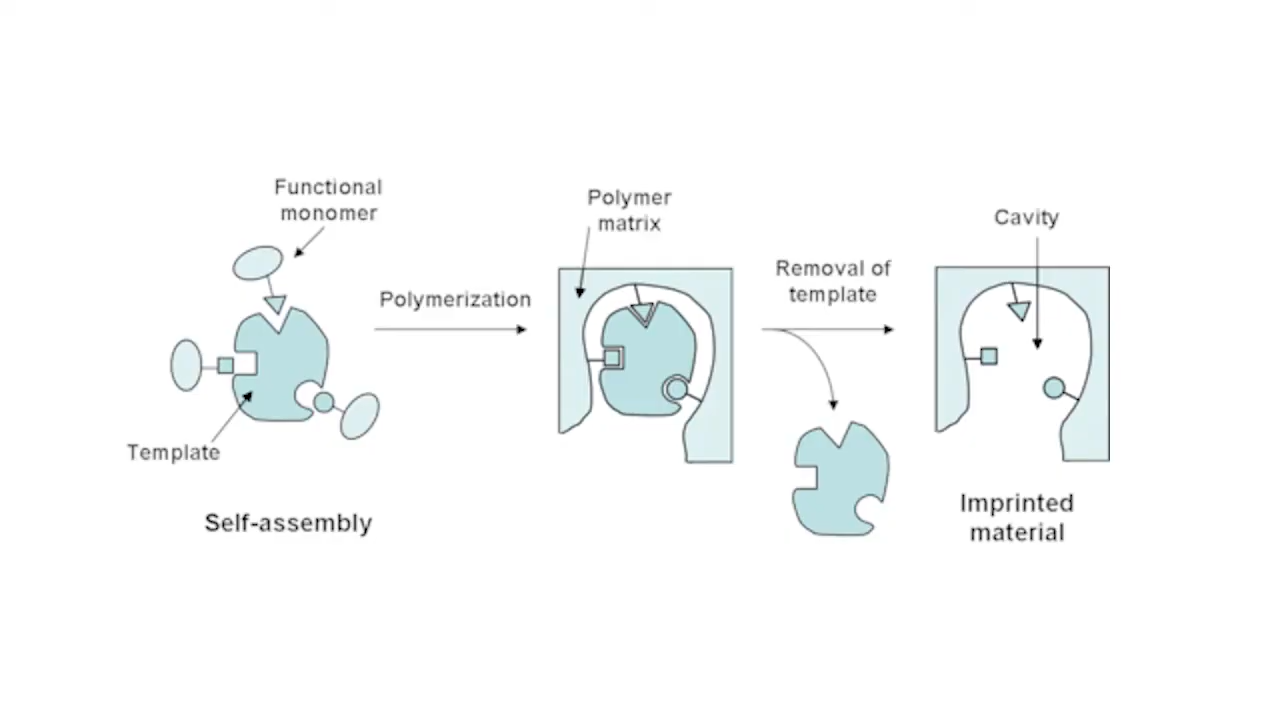 Functional
monomer
Template
Self-assembly
Polymerization
Polymer
matrix
Removal of
template
Cavity
Imprinted
material